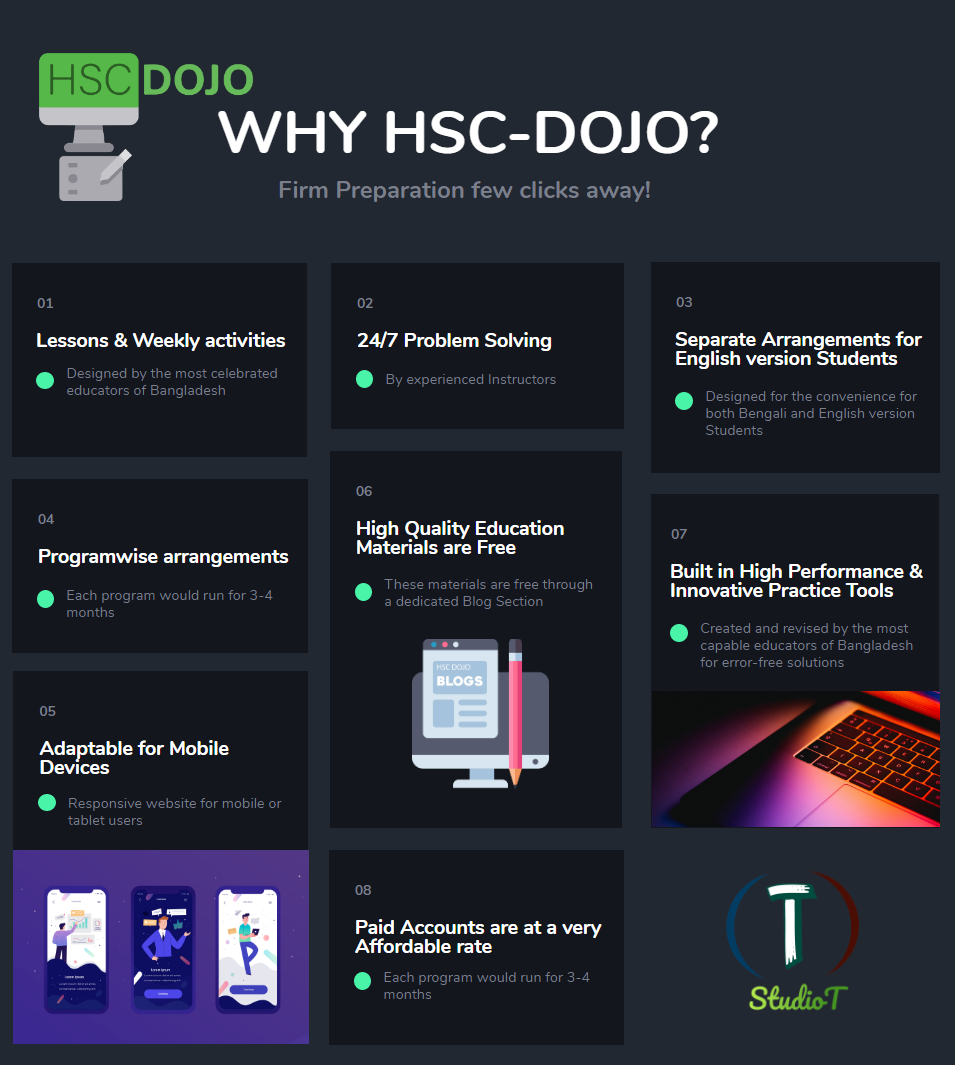 HSC DOJO
WHY HSC-DOJO?
Firm Preparation few clicks away!
01
Lessons & Weekly activities
Designed by the most celebrated
educators of Bangladesh
02
24/7 Problem Solving
By experienced Instructors
03
Separate Arrangements for
English version Students
Designed for the convenience for
both Bengali and English version
Students
04
Programwise arrangements
Each program would run for 3-4
months
05
Adaptable for Mobile
Devices
Responsive website for mobile or
tablet users
06
High Quality Education
Materials are Free
These materials are free through
a dedicated Blog Section
HSC DOJO
BLOGS
07
Built in High Performance &
Innovative Practice Tools
Created and revised by the most
capable educators of Bangladesh
for error-free solutions
08
Paid Accounts are at a very
Affordable rate
Each program would run for 3-4
months
T
StudioT